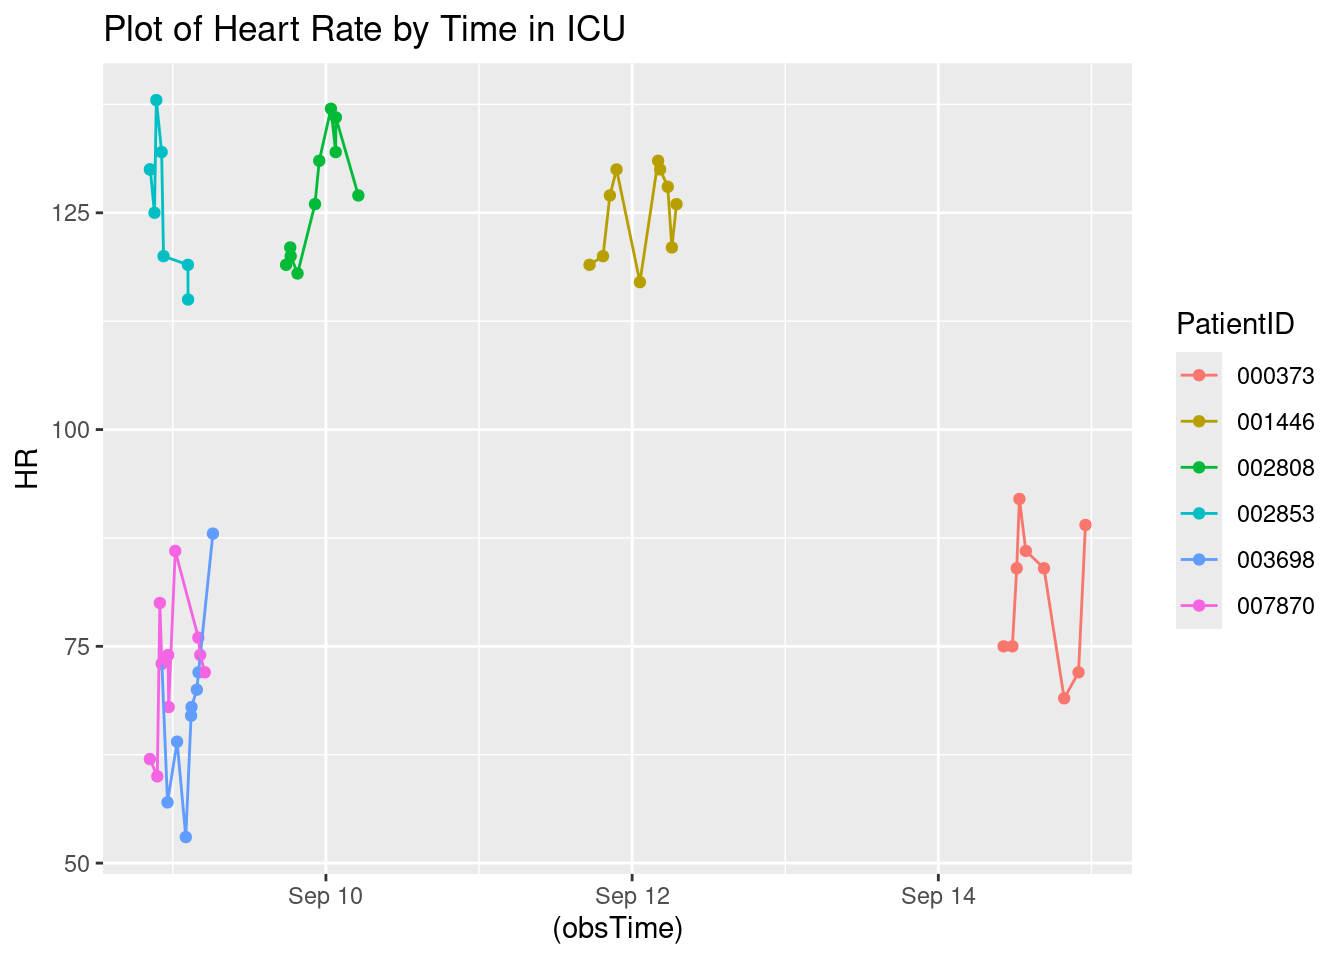 Plot of Heart Rate by Time in ICU
HR
125
100
75
50
Sep 10
Sep 12
Sep 14
(obsTime)
PatientID
000373
001446
002808
002853
003698
007870